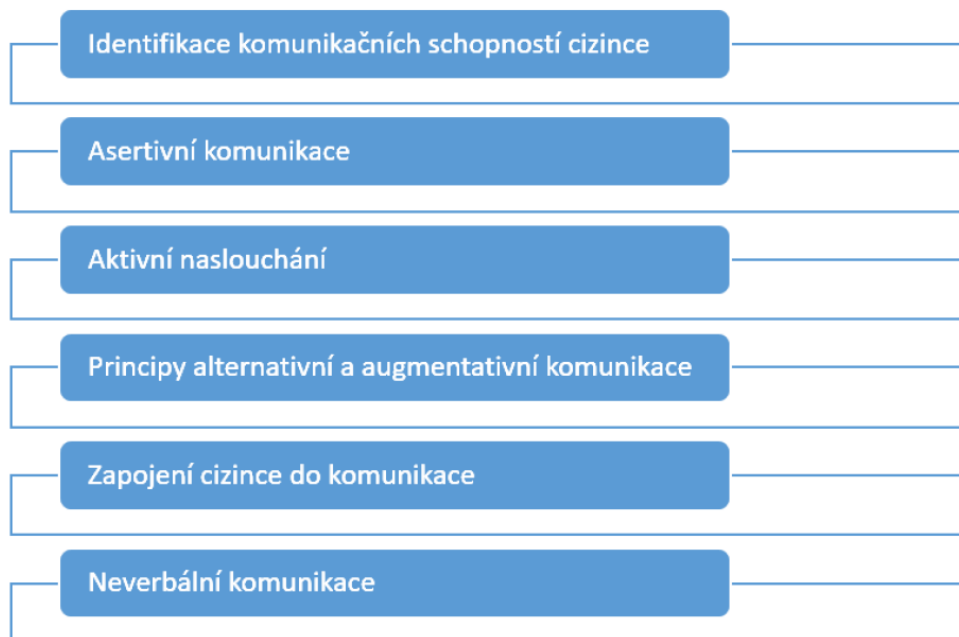 Identifikace komunikačních schopností cizince
Asertivní komunikace
Aktivní naslouchání
Principy alternativní a augmentativní komunikace
Zapojení cizince do komunikace
Neverbální komunikace